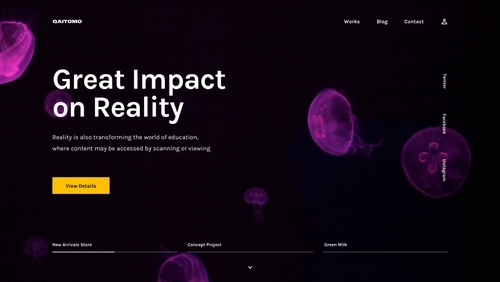 QAITOMO
Works
Blog
Contact
Great Impact
on Reality
Reality is also transforming the world of education,
where content may be accessed by scanning or viewing
View Details
Twitter
Facebook
Instagram
New Arrivals Store
Concept Project
Green Milk